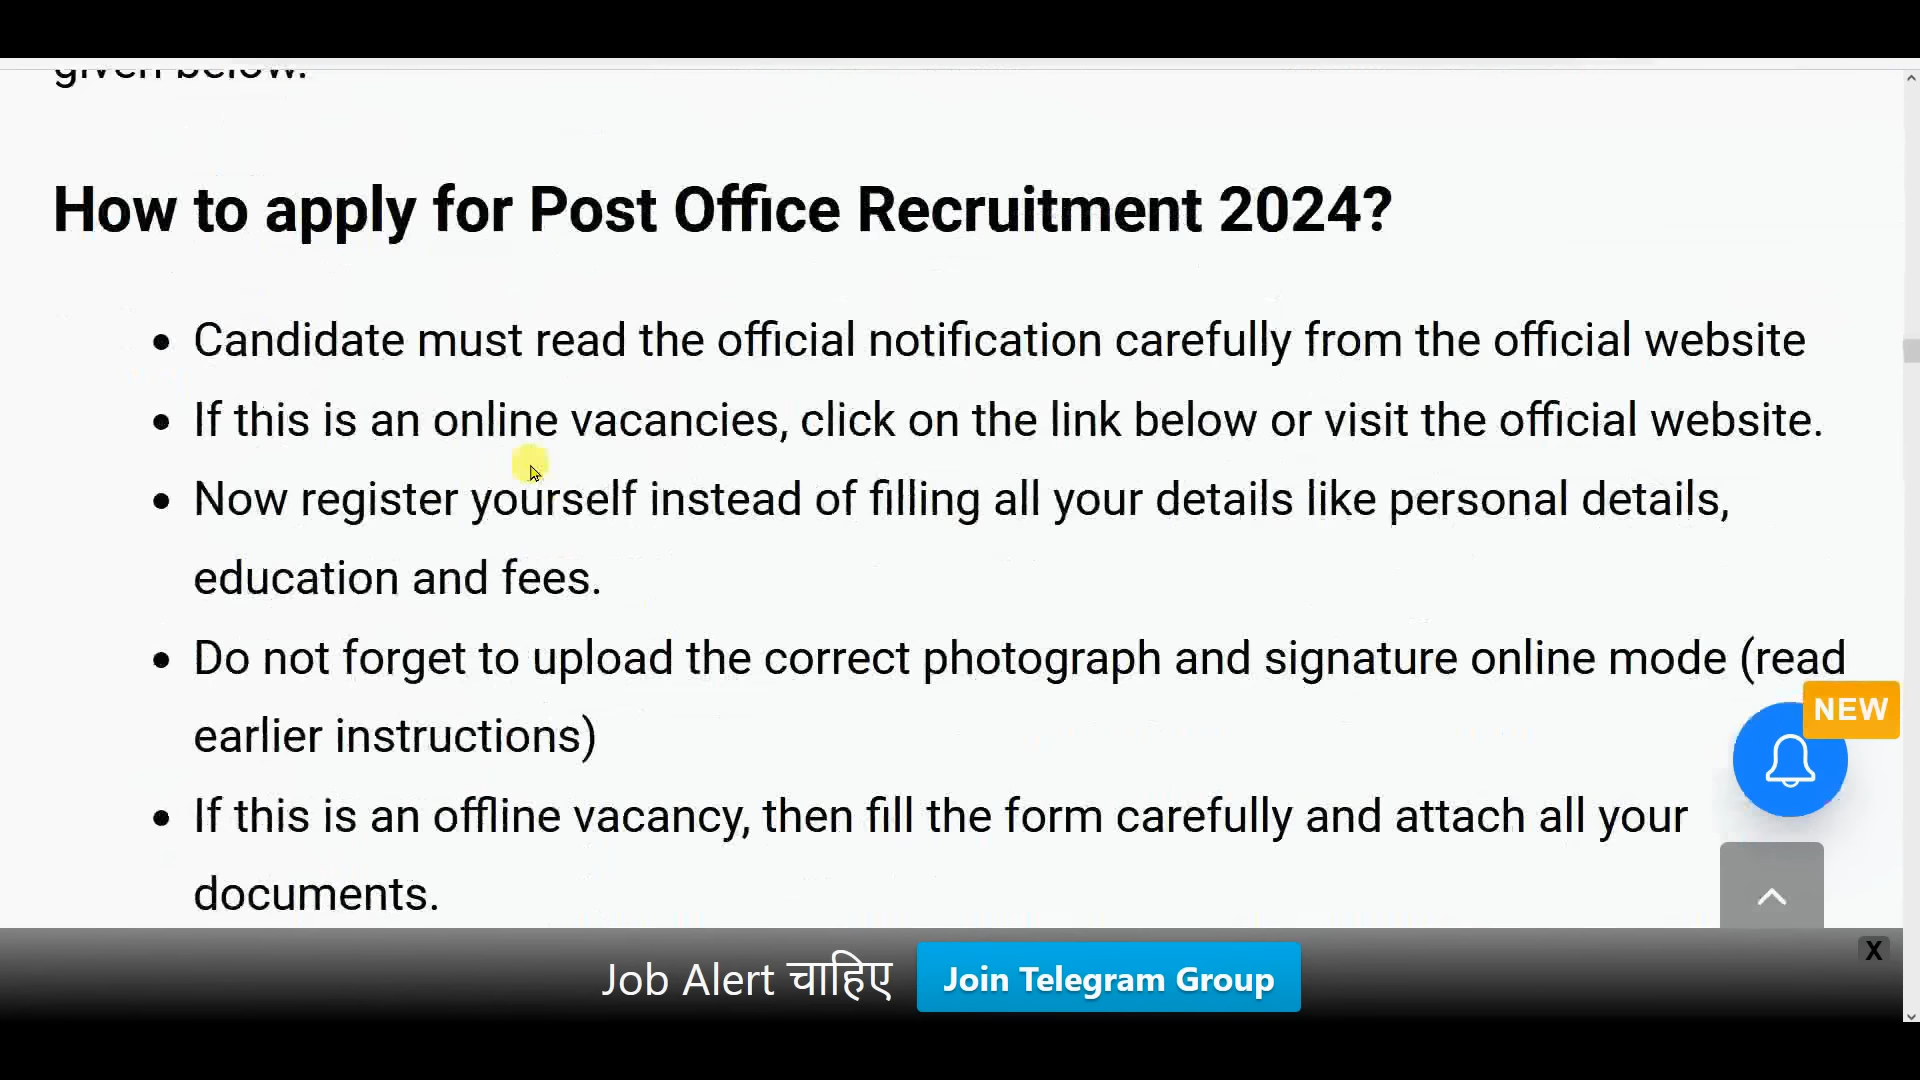 given below.
How to apply for Post Office Recruitment 2024?
Candidate must read the official notification carefully from the official website
If this is an online vacancies, click on the link below or visit the official website.
Now register yourself instead of filling all your details like personal details,
education and fees.
Do not forget to upload the correct photograph and signature online mode (read
earlier instructions)
NEW
If this is an offline vacancy, then fill the form carefully and attach all your
documents.
Job Alert चाहिए Join Telegram Group
X